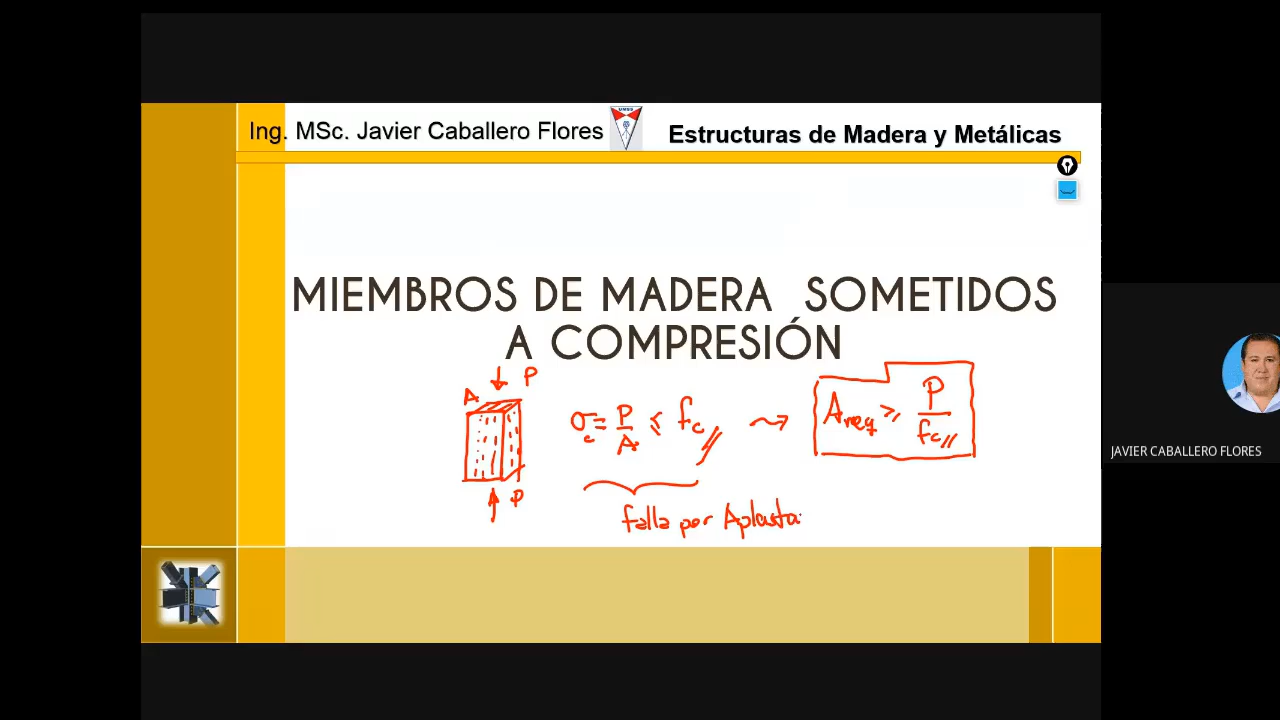 Ing. MSc. Javier Caballero Flores
UMSS
Estructuras de Madera y Metálicas
MIEMBROS DE MADERA SOMETIDOS
A COMPRESIÓN
P
A
σc = P/A ≤ fc// ⇝ Areq ≥ P/fc//
P
falla por Aplasta
JAVIER CABALLERO FLORES